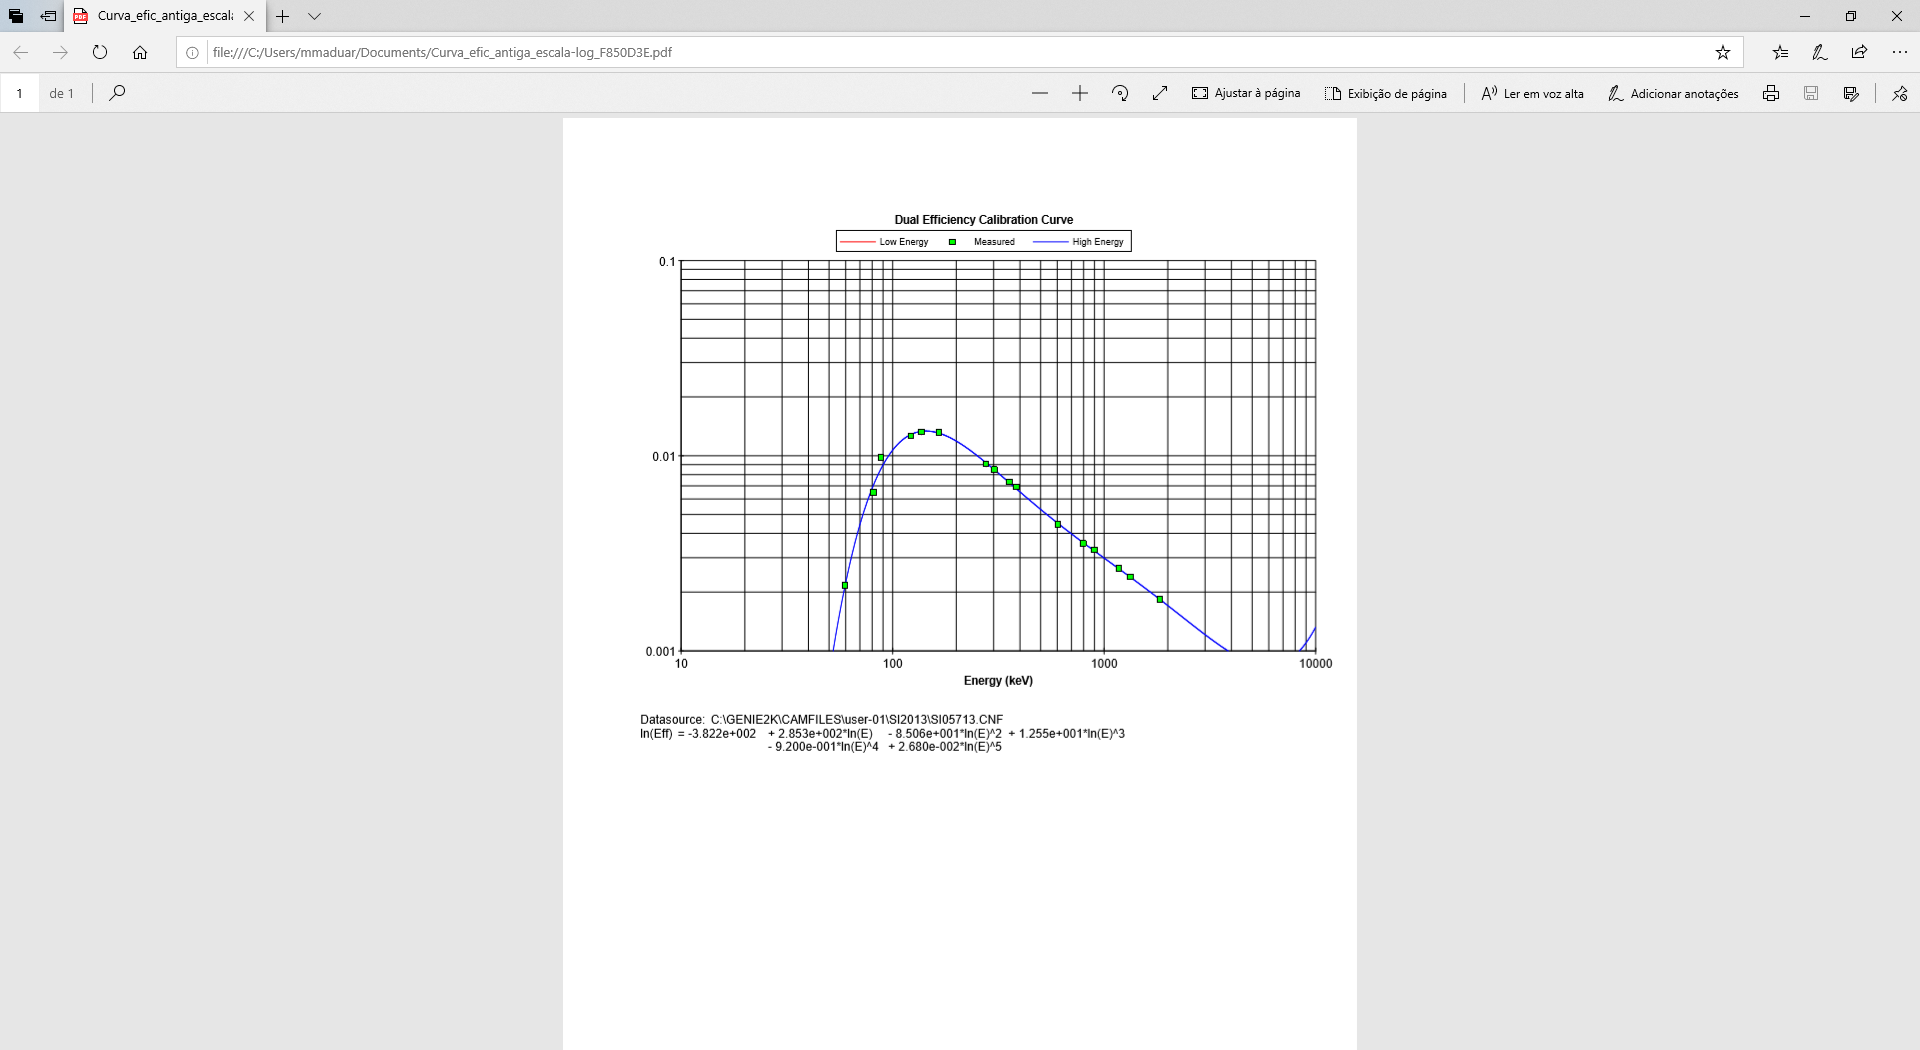 Curva_efic_antiga_escala
file:///C:/Users/mmaduar/Documents/Curva_efic_antiga_escala-log_F850D3E.pdf
1 de 1 Ajustar à página Exibição de página Ler em voz alta Adicionar anotações
Dual Efficiency Calibration Curve
Low Energy Measured High Energy
0.1
0.01
0.001
10 100 1000 10000
Energy (keV)
Datasource: C:\GENIE2K\CAMFILES\user-01\SI2013\SI05713.CNF
ln(Eff) = -3.822e+002 + 2.853e+002*ln(E) - 8.506e+001*ln(E)^2 + 1.255e+001*ln(E)^3
- 9.200e-001*ln(E)^4 + 2.680e-002*ln(E)^5